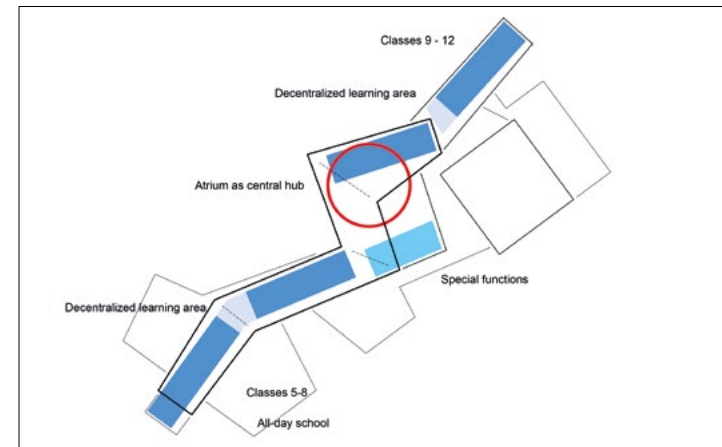 Classes 9 - 12
Decentralized learning area
Atrium as central hub
Special functions
Decentralized learning area
Classes 5-8
All-day school